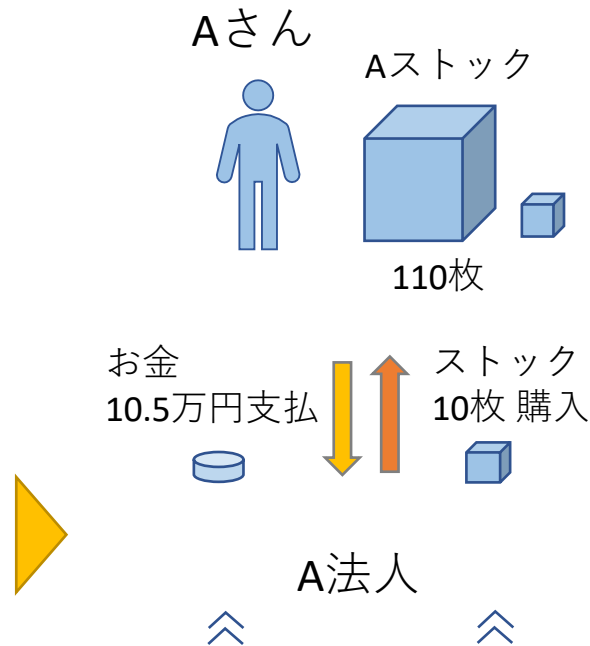 Aさん
Aストック
110枚
お金
10.5万円支払
ストック
10枚 購入
A法人